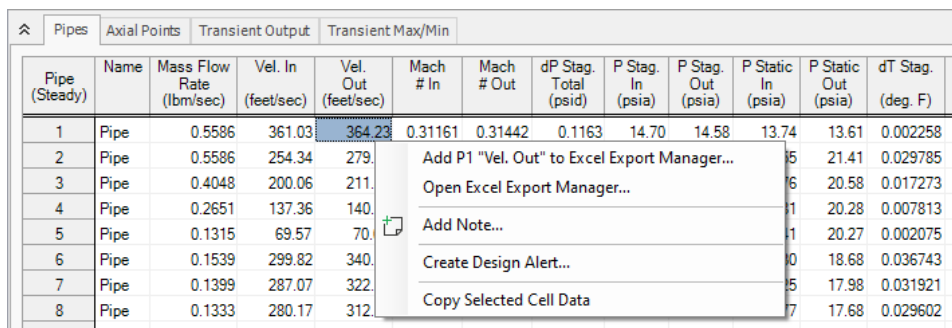 Pipes Axial Points Transient Output Transient Max/Min
Pipe (Steady) Name Mass Flow Rate (lbm/sec) Vel. In (feet/sec) Vel. Out (feet/sec) Mach # In Mach # Out dP Stag. Total (psid) P Stag. In (psia) P Stag. Out (psia) P Static In (psia) P Static Out (psia) dT Stag. (deg. F)
1 Pipe 0.5586 361.03 364.23 0.31161 0.31442 0.1163 14.70 14.58 13.74 13.61 0.002258
2 Pipe 0.5586 254.34 279. 21.41 0.029785
3 Pipe 0.4048 200.06 211. 20.58 0.017273
4 Pipe 0.2651 137.36 140. 20.28 0.007813
5 Pipe 0.1315 69.57 70. 20.27 0.002075
6 Pipe 0.1539 299.82 340. 18.68 0.036743
7 Pipe 0.1399 287.07 322. 17.98 0.031921
8 Pipe 0.1333 280.17 312. 17.68 0.029602
Add P1 "Vel. Out" to Excel Export Manager...
Open Excel Export Manager...
Add Note...
Create Design Alert...
Copy Selected Cell Data